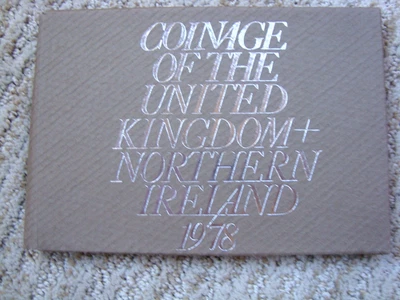 COINAGE
OF THE
UNITED
KINGDOM+
NORTHERN
IRELAND
1978